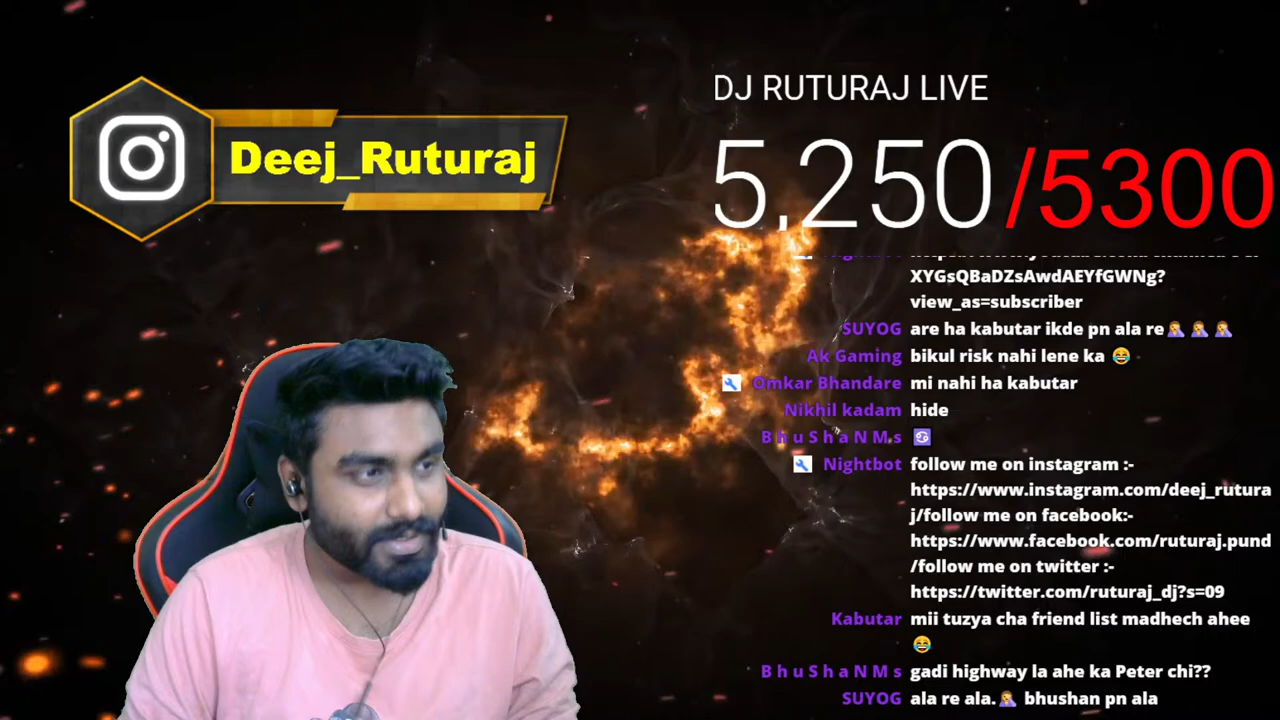 DJ RUTURAJ LIVE
Deej_Ruturaj
5,250/5300
XYGsQBaDZsAwdAEYfGWNg?
view_as=subscriber
SUYOG are ha kabutar ikde pn ala re🤦‍♀️🤦‍♀️🤦‍♀️
Ak Gaming bikul risk nahi lene ka 😂
Omkar Bhandare mi nahi ha kabutar
Nikhil kadam hide
B h u S h a N M s ♋
Nightbot follow me on instagram :-
https://www.instagram.com/deej_rutura
j/follow me on facebook:-
https://www.facebook.com/ruturaj.pund
/follow me on twitter :-
https://twitter.com/ruturaj_dj?s=09
Kabutar mii tuzya cha friend list madhech ahee
😂
B h u S h a N M s gadi highway la ahe ka Peter chi??
SUYOG ala re ala.🤦‍♀️ bhushan pn ala